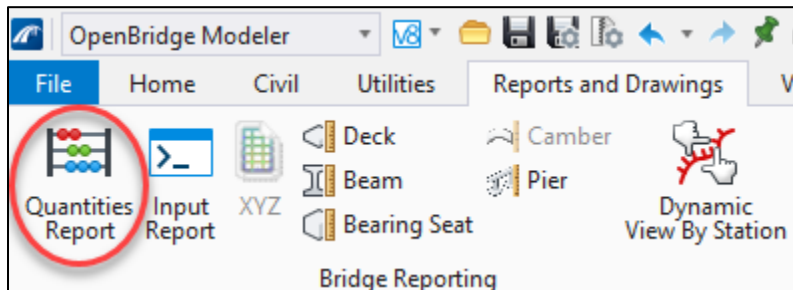 OpenBridge Modeler
File Home Civil Utilities Reports and Drawings
Quantities Report
Input Report
XYZ
Deck
Beam
Bearing Seat
Camber
Pier
Dynamic View By Station
Bridge Reporting